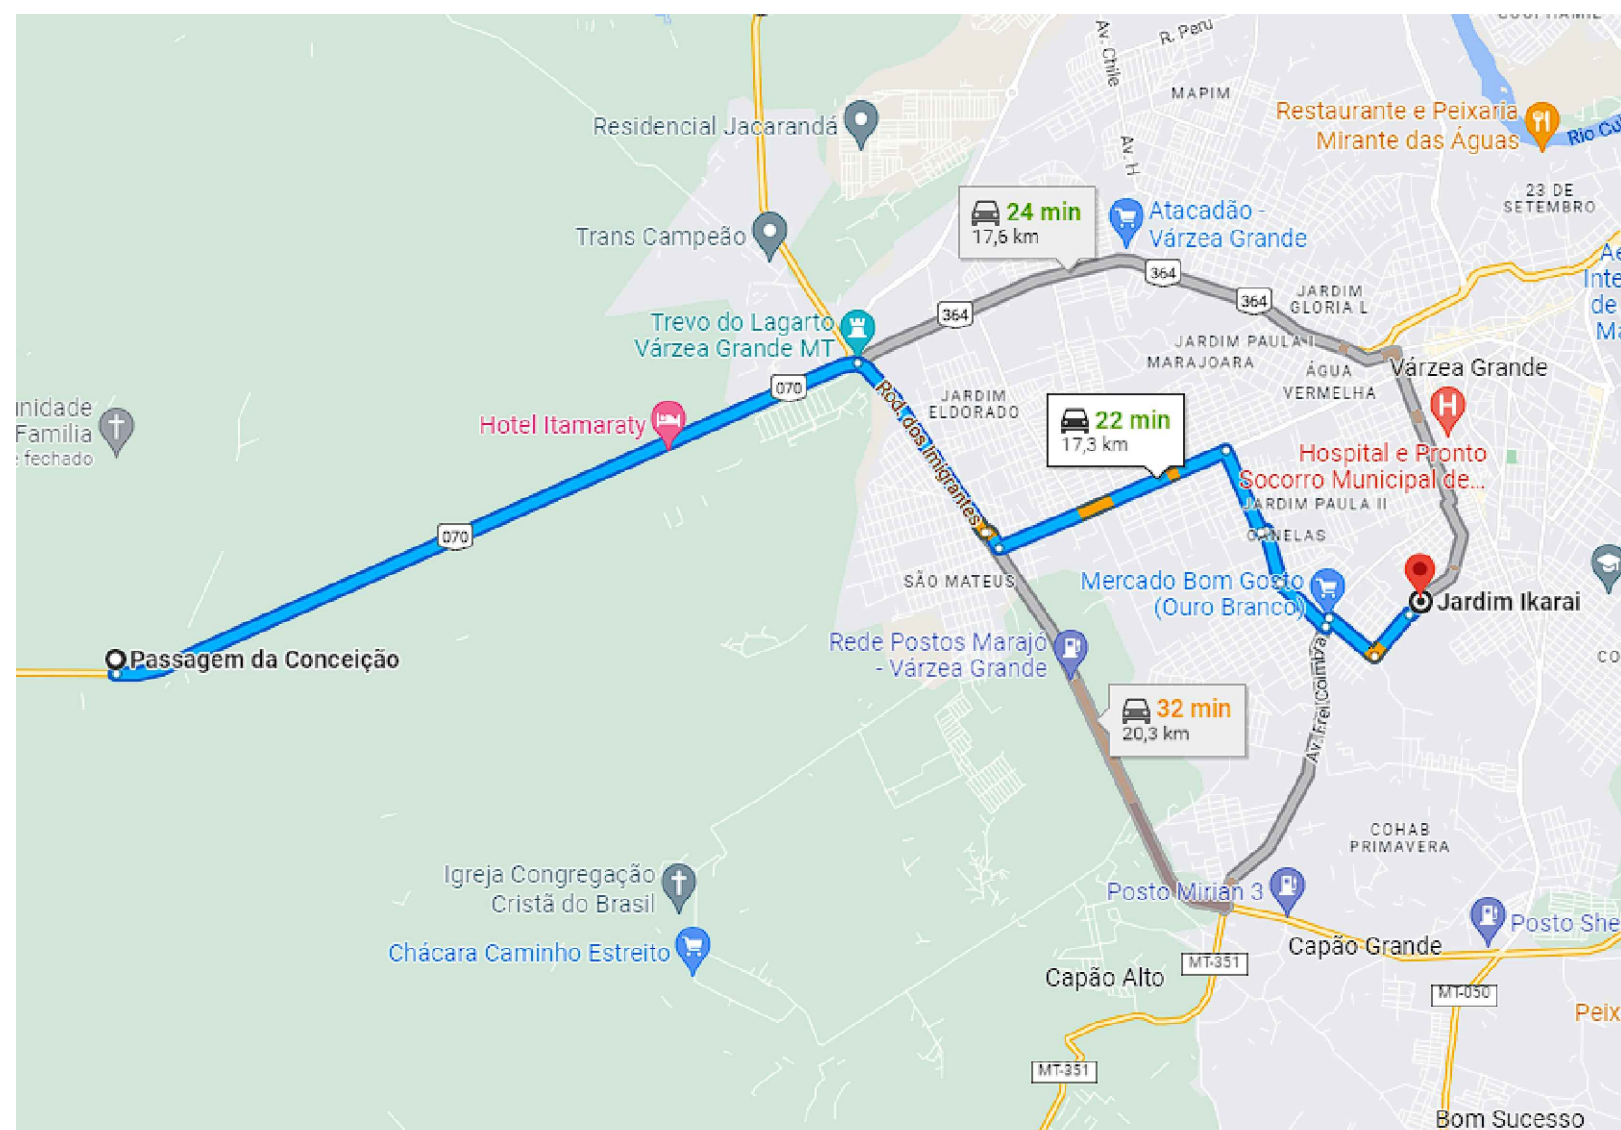 R. Peru
Av. Chile
MAPIM
Av. H
Residencial Jacarandá
Restaurante e Peixaria
Mirante das Águas
Rio
23 DE
SETEMBRO
24 min
17,6 km
Atacadão -
Várzea Grande
Trans Campeão
364
364
364
JARDIM
GLORIA I
Trevo do Lagarto
Várzea Grande MT
JARDIM PAULA I
MARAJOARA
ÁGUA
VERMELHA
Várzea Grande
070
JARDIM
ELDORADO
Rod. dos Imigrantes
Hotel Itamaraty
22 min
17,3 km
Familia
fechado
Hospital e Pronto
Socorro Municipal de...
JARDIM PAULA II
CANELAS
070
SÃO MATEUS
Mercado Bom Gosto
(Ouro Branco)
Jardim Ikarai
Passagem da Conceição
Rede Postos Marajó
- Várzea Grande
Av. Frei Coimbra
32 min
20,3 km
COHAB
PRIMAVERA
Igreja Congregação
Cristã do Brasil
Posto Mirian 3
Posto She
Chácara Caminho Estreito
Capão Grande
Capão Alto
MT-351
MT-050
Peix
MT-351
Bom Sucesso